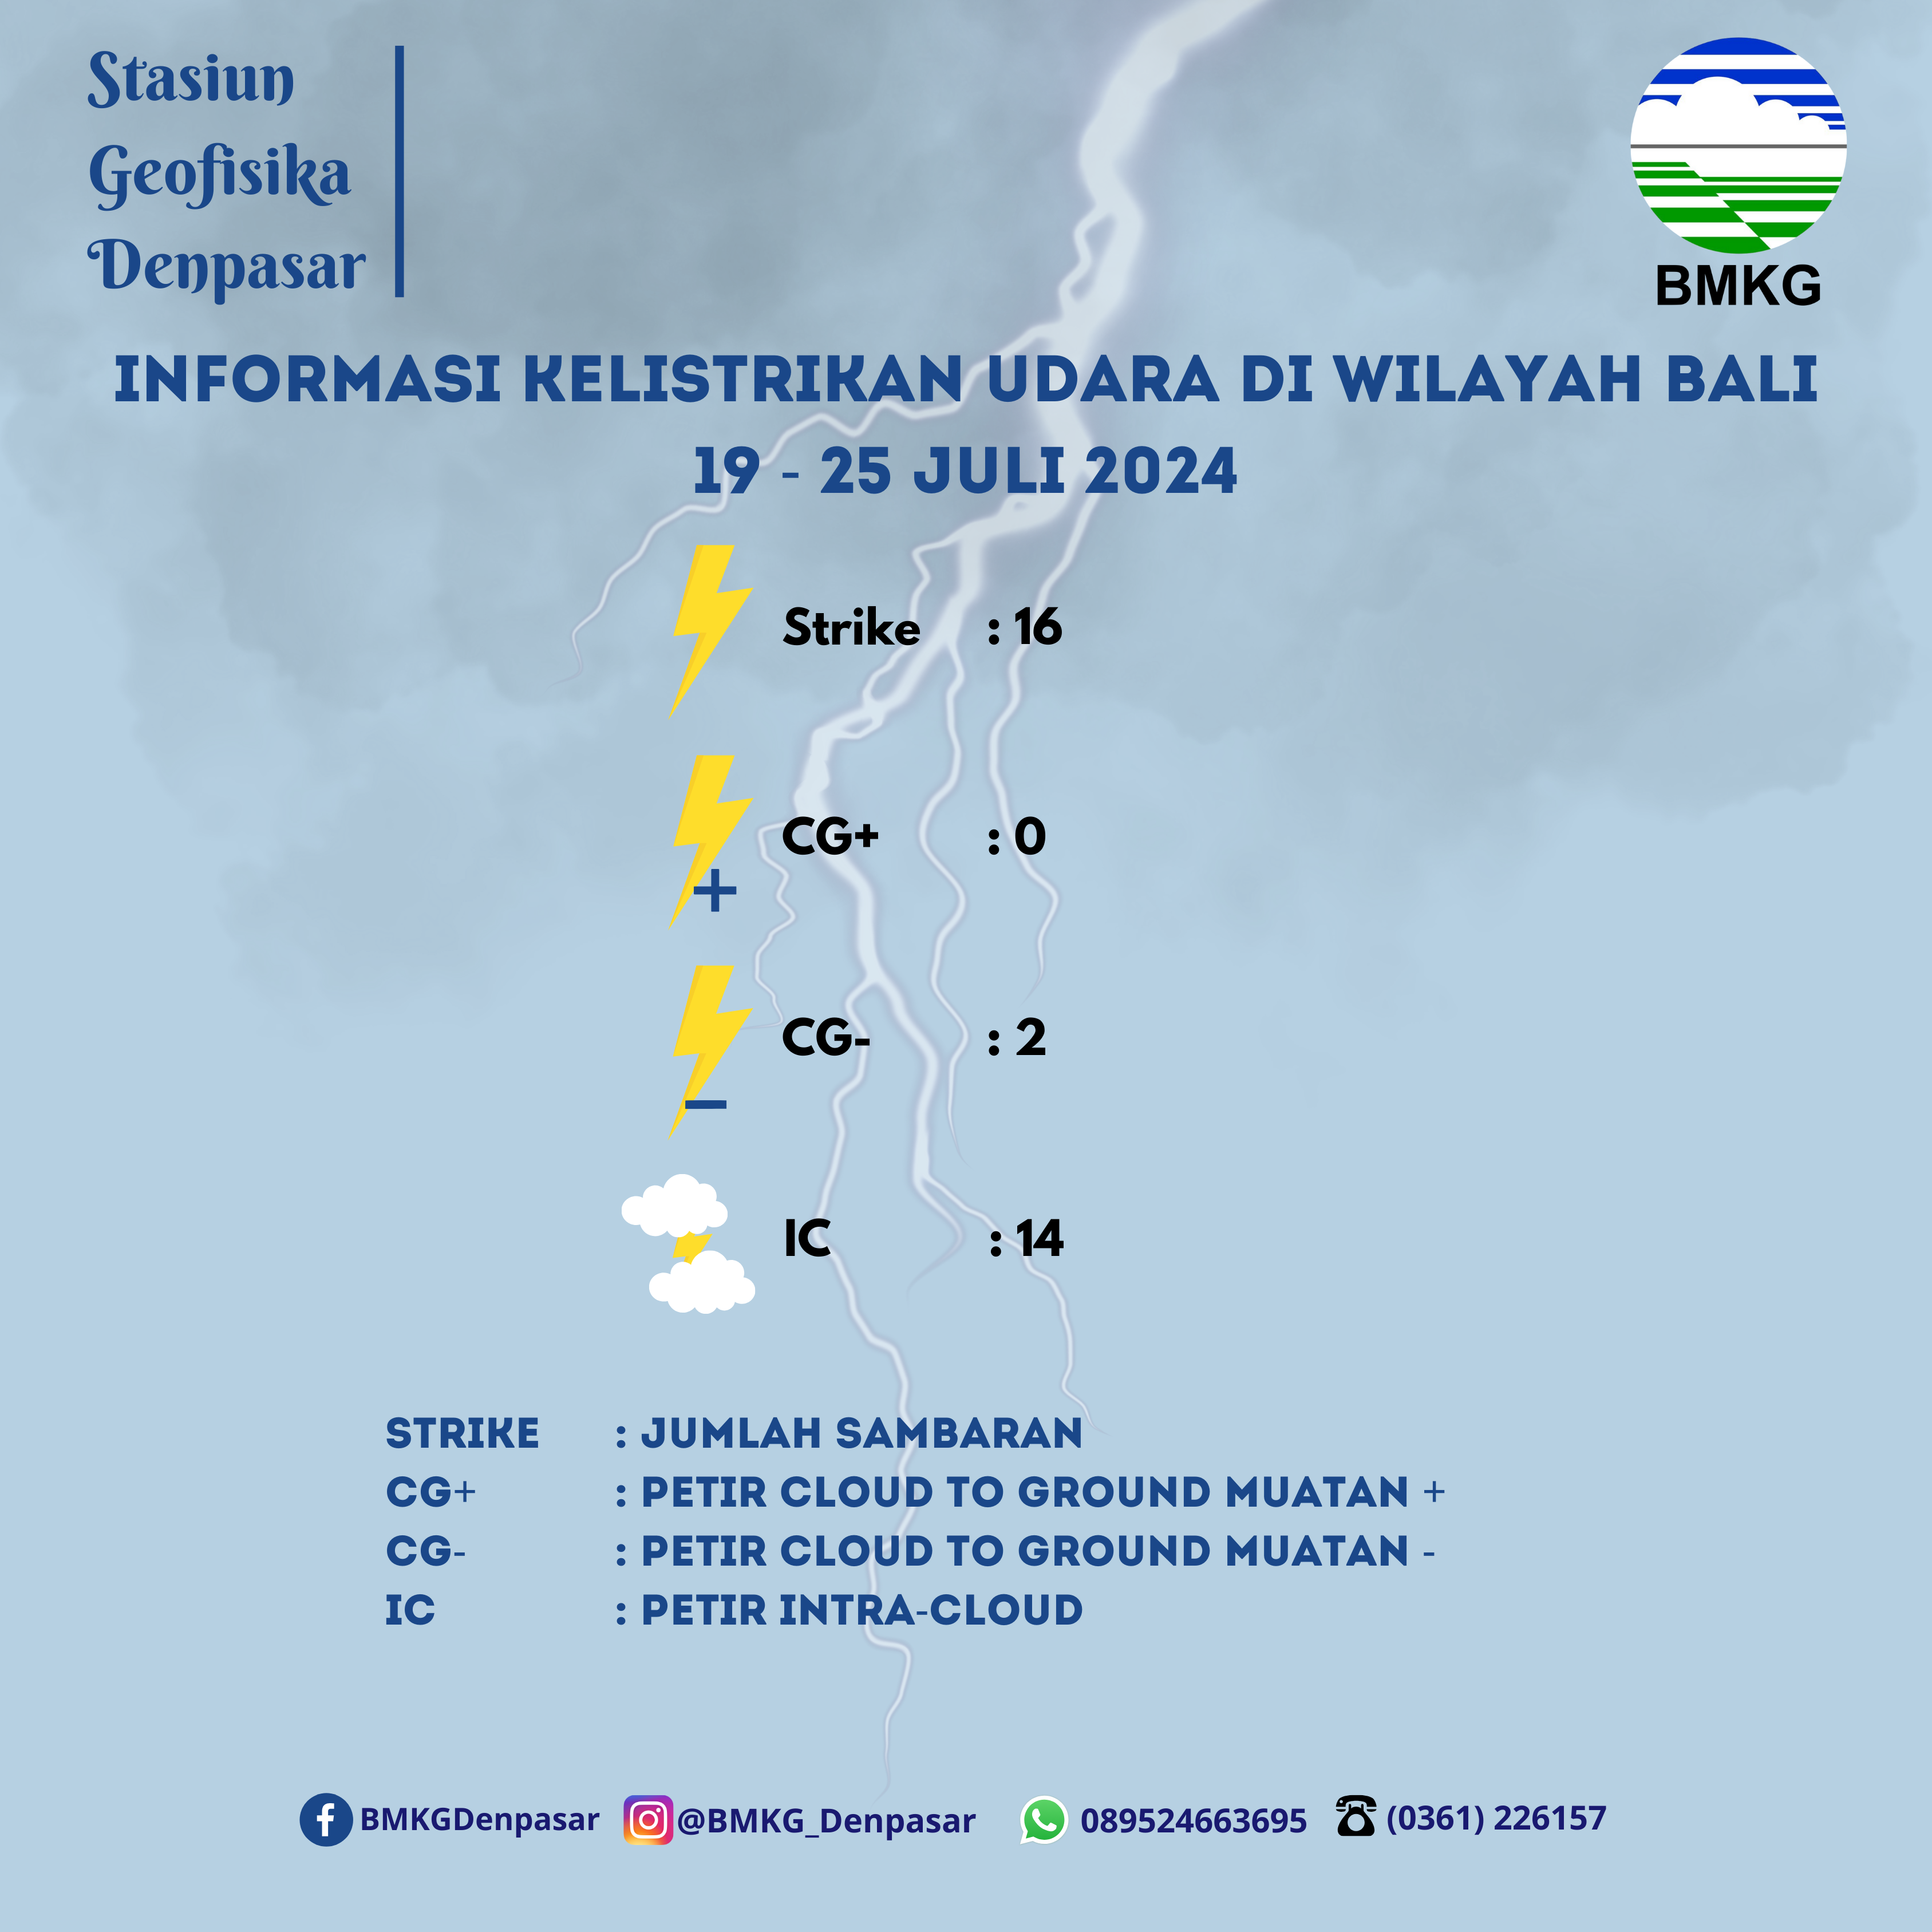 Stasiun
Geofisika
Denpasar
BMKG
INFORMASI KELISTRIKAN UDARA DI WILAYAH BALI
19 - 25 JULI 2024
Strike : 16
CG+ : 0
+
CG- : 2
-
IC : 14
STRIKE : JUMLAH SAMBARAN
CG+ : PETIR CLOUD TO GROUND MUATAN +
CG- : PETIR CLOUD TO GROUND MUATAN -
IC : PETIR INTRA-CLOUD
BMKGDenpasar @BMKG_Denpasar 089524663695 (0361) 226157